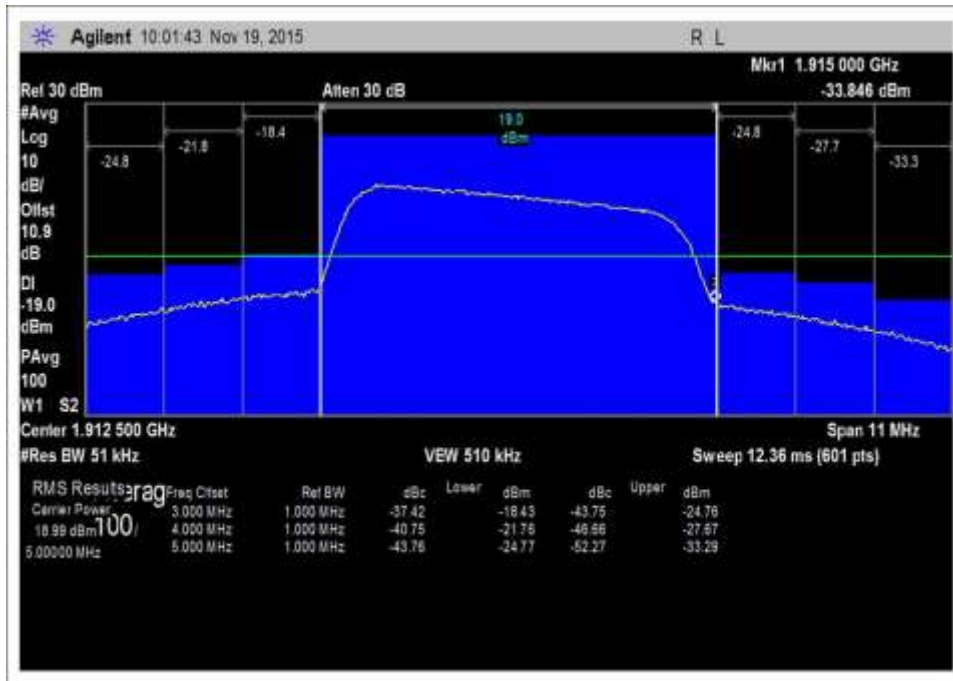 Agilent 10:01:43 Nov 19, 2015 R L
Mkr1 1.915 000 GHz
Ref 30 dBm Atten 30 dB -33.846 dBm
#Avg
Log
10
dB/
Offst
10.9
dB
DI
-19.0
dBm
PAvg
100
W1 S2
-24.8 -21.8 -18.4 19.0 dBm -24.8 -27.7 -33.3
Center 1.912 500 GHz Span 11 MHz
#Res BW 51 kHz VBW 510 kHz Sweep 12.36 ms (601 pts)
RMS Results Freq Offset Ref BW dBc Lower dBm dBc Upper dBm
Carrier Power 3.000 MHz 1.000 MHz -37.42 -18.43 -43.75 -24.76
18.99 dBm/ 4.000 MHz 1.000 MHz -40.75 -21.76 -46.66 -27.67
5.00000 MHz 5.000 MHz 1.000 MHz -43.76 -24.77 -52.27 -33.29
100